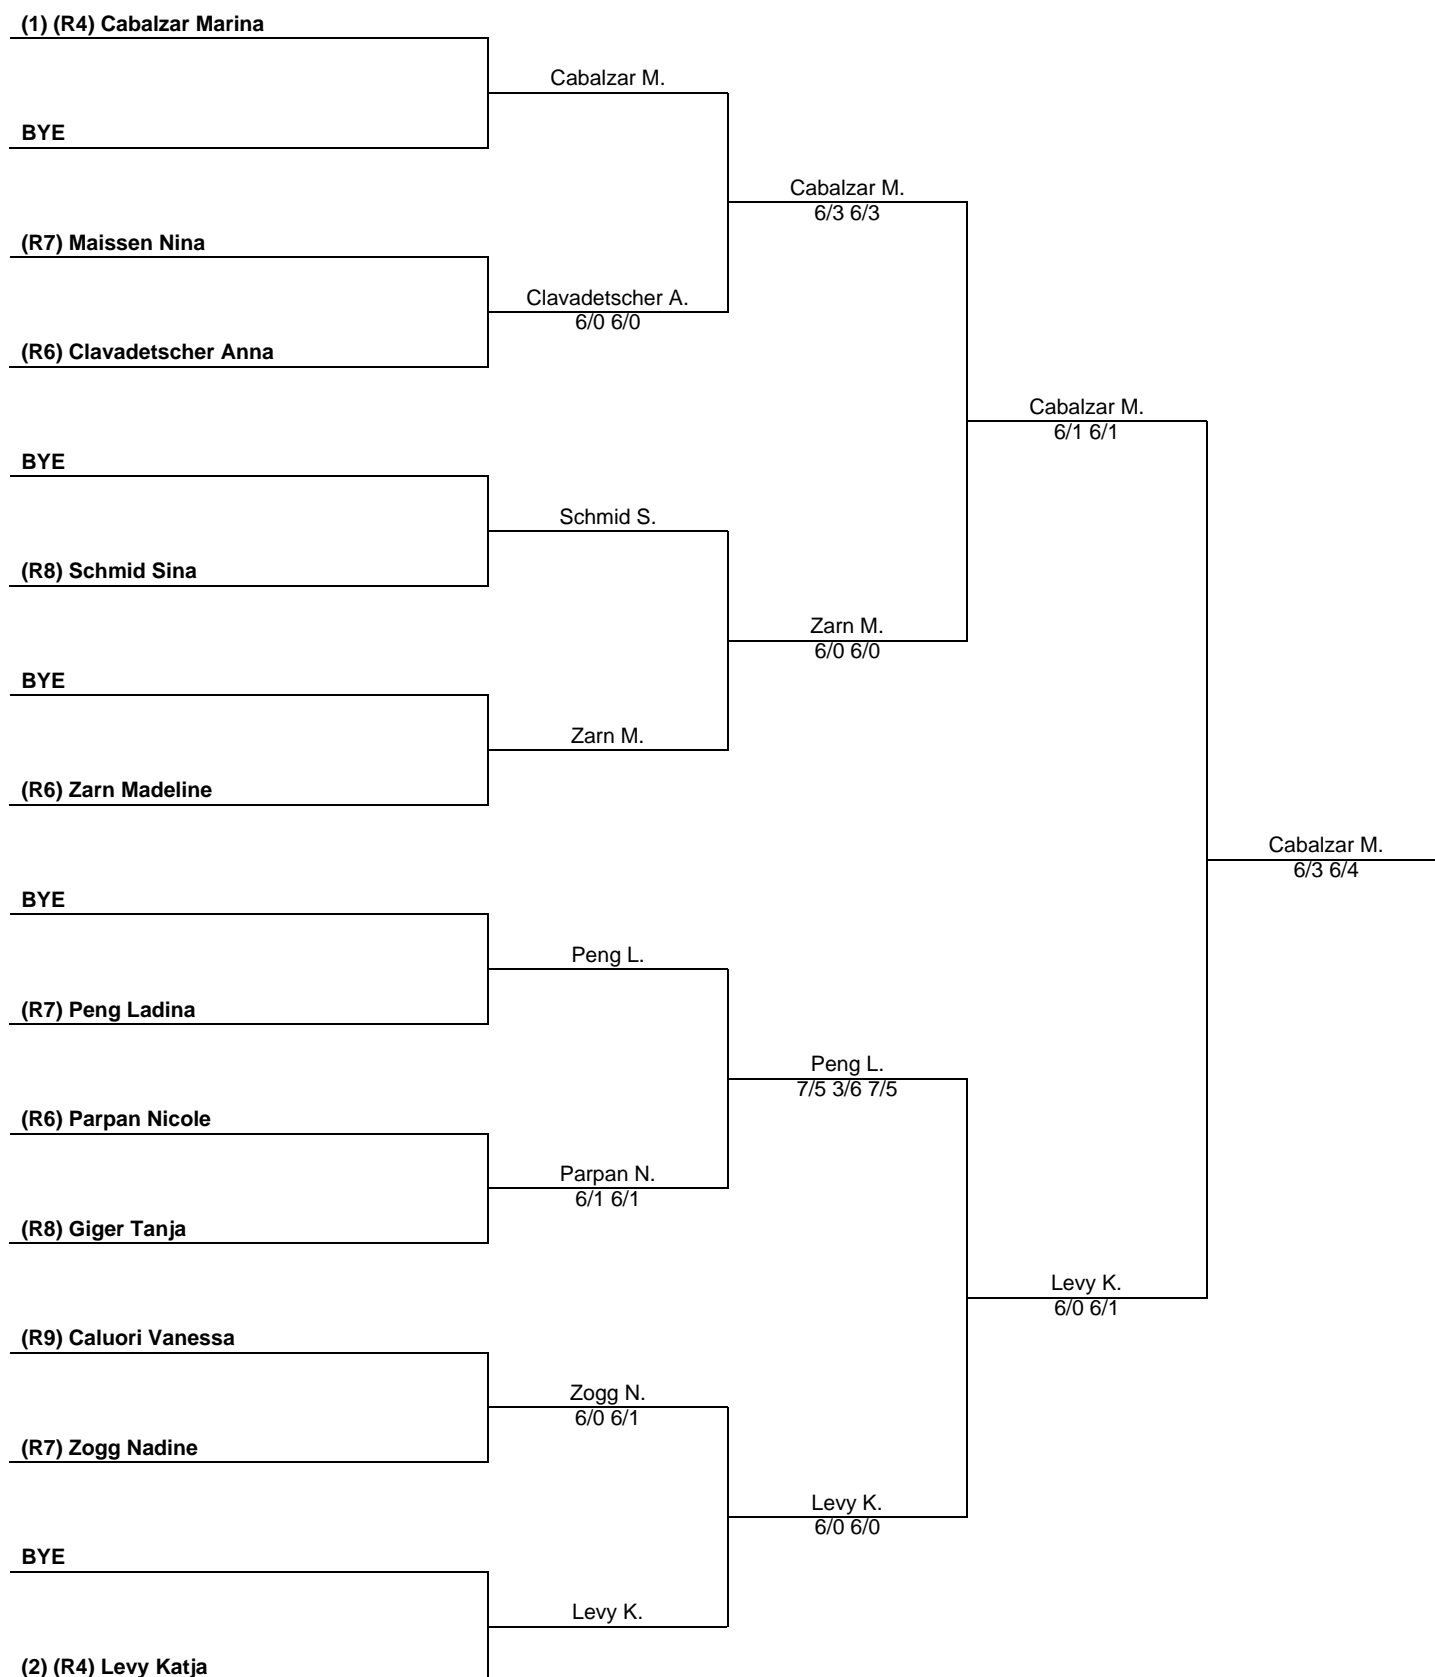 (1) (R4) Cabalzar Marina
Cabalzar M.
BYE
Cabalzar M.
6/3 6/3
(R7) Maissen Nina
Clavadetscher A.
6/0 6/0
(R6) Clavadetscher Anna
Cabalzar M.
6/1 6/1
BYE
Schmid S.
(R8) Schmid Sina
Zarn M.
6/0 6/0
BYE
Zarn M.
(R6) Zarn Madeline
Cabalzar M.
6/3 6/4
BYE
Peng L.
(R7) Peng Ladina
Peng L.
7/5 3/6 7/5
(R6) Parpan Nicole
Parpan N.
6/1 6/1
(R8) Giger Tanja
Levy K.
6/0 6/1
(R9) Caluori Vanessa
Zogg N.
6/0 6/1
(R7) Zogg Nadine
Levy K.
6/0 6/0
BYE
Levy K.
(2) (R4) Levy Katja